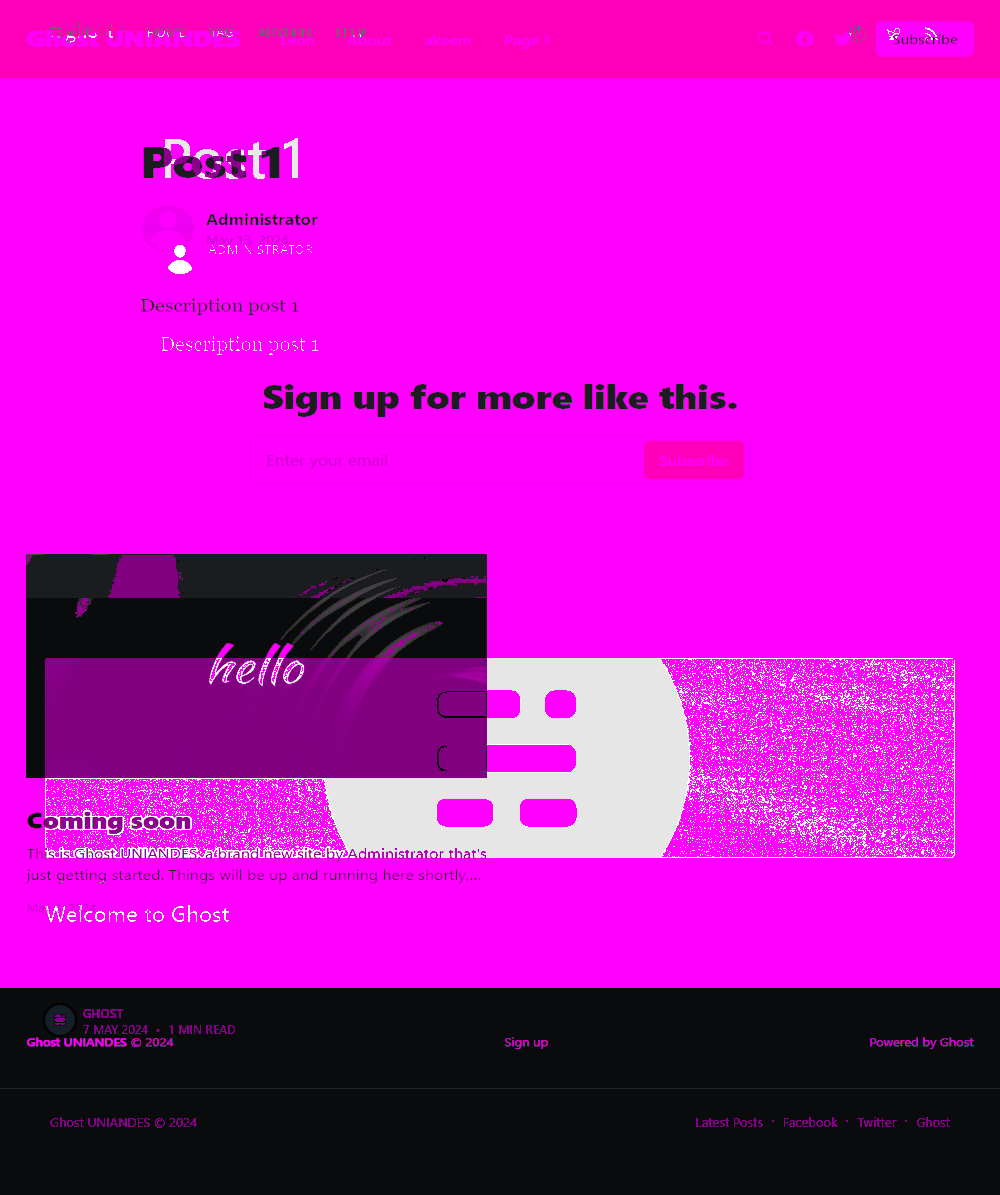 Ghost UNIANDES
HOME TAG About Page 1
Subscribe
Post 1
Post 1
Administrator
ADMINISTRATOR
Description post 1
Description post 1
Sign up for more like this.
Enter your email
Subscribe
hello
Coming soon
This is Ghost UNIANDES, a brand new site by Administrator that's
just getting started. Things will be up and running here shortly,...
Welcome to Ghost
GHOST
7 MAY 2024 • 1 MIN READ
Ghost UNIANDES © 2024 Sign up Powered by Ghost
Ghost UNIANDES © 2024 Latest Posts · Facebook · Twitter · Ghost